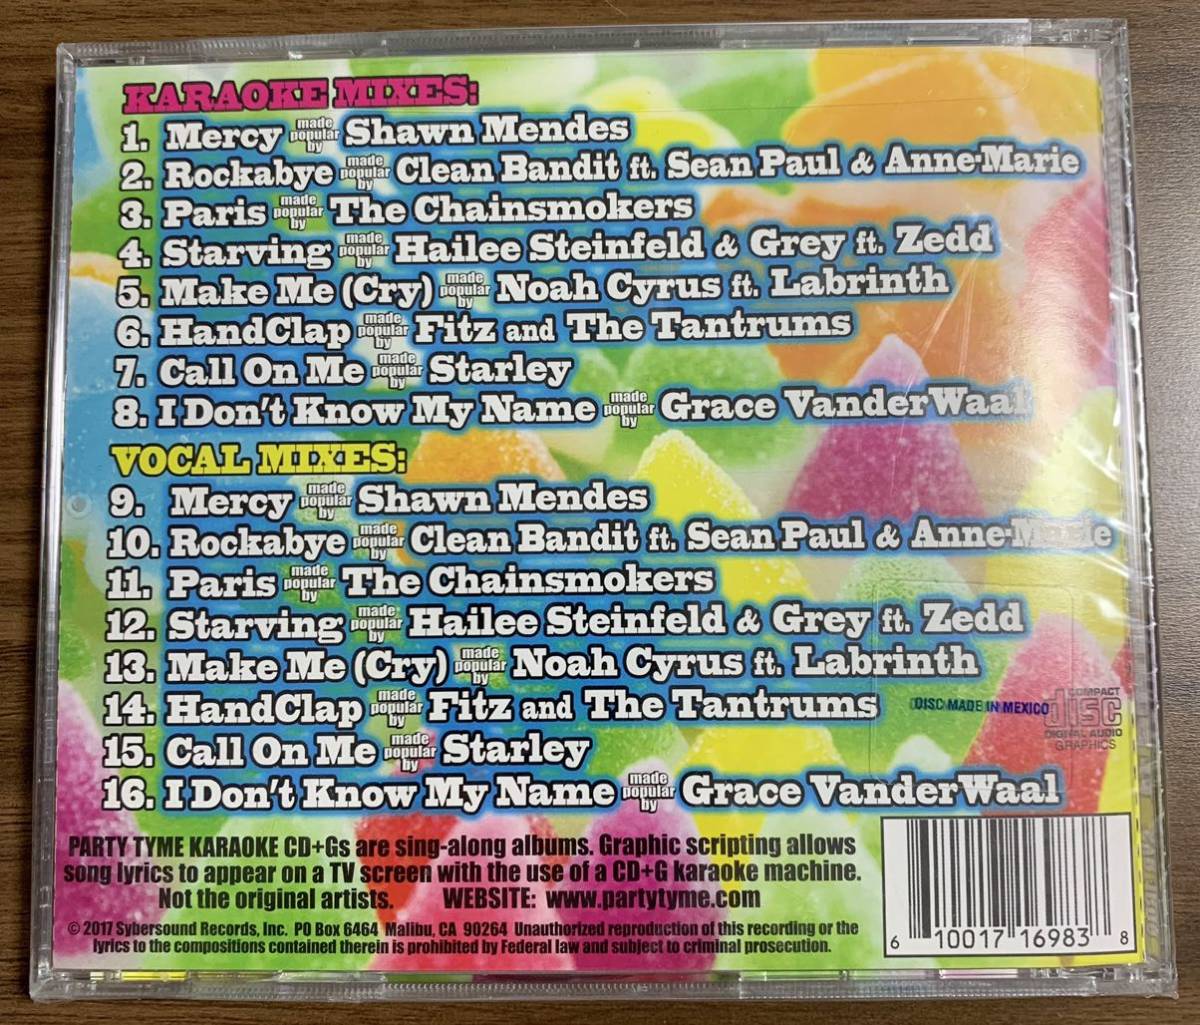 KARAOKE MIXES:
1. Mercy made popular by Shawn Mendes
2. Rockabye made popular by Clean Bandit ft. Sean Paul & Anne-Marie
3. Paris made popular by The Chainsmokers
4. Starving made popular by Hailee Steinfeld & Grey ft. Zedd
5. Make Me (Cry) made popular by Noah Cyrus ft. Labrinth
6. HandClap made popular by Fitz and The Tantrums
7. Call On Me made popular by Starley
8. I Don't Know My Name made popular by Grace VanderWaal
VOCAL MIXES:
9. Mercy made popular by Shawn Mendes
10. Rockabye made popular by Clean Bandit ft. Sean Paul & Anne-Marie
11. Paris made popular by The Chainsmokers
12. Starving made popular by Hailee Steinfeld & Grey ft. Zedd
13. Make Me (Cry) made popular by Noah Cyrus ft. Labrinth
14. HandClap made popular by Fitz and The Tantrums
15. Call On Me made popular by Starley
16. I Don't Know My Name made popular by Grace VanderWaal
DISC MADE IN MEXICO
COMPACT
disc
DIGITAL AUDIO
GRAPHICS
PARTY TYME KARAOKE CD+Gs are sing-along albums. Graphic scripting allows
song lyrics to appear on a TV screen with the use of a CD+G karaoke machine.
Not the original artists. WEBSITE: www.partytyme.com
© 2017 Sybersound Records, Inc. PO Box 6464 Malibu, CA 90264 Unauthorized reproduction of this recording or the
lyrics to the compositions contained therein is prohibited by Federal law and subject to criminal prosecution.
6 10017 16983 8